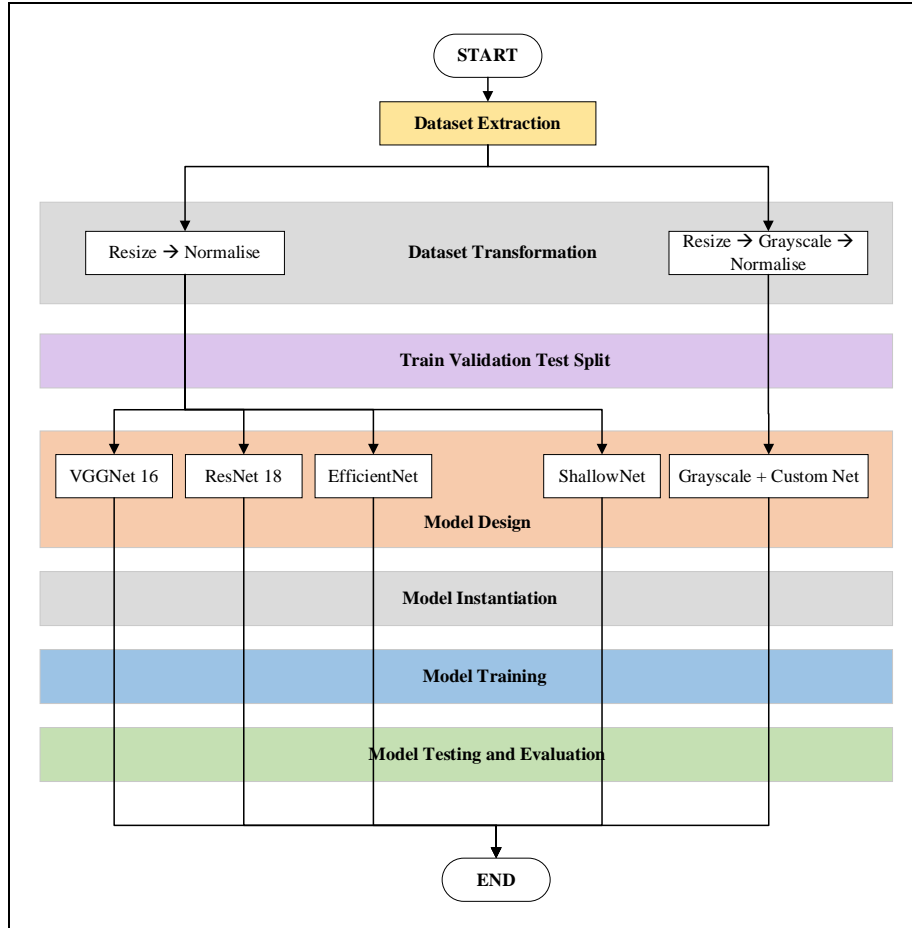 START
Dataset Extraction
Resize → Normalise
Dataset Transformation
Resize → Grayscale →
Normalise
Train Validation Test Split
VGGNet 16
ResNet 18
EfficientNet
ShallowNet
Grayscale + Custom Net
Model Design
Model Instantiation
Model Training
Model Testing and Evaluation
END